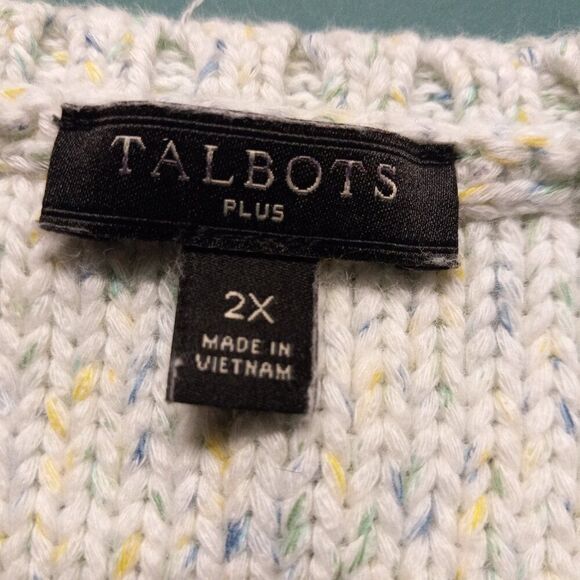 TALBOTS
PLUS
2X
MADE IN
VIETNAM